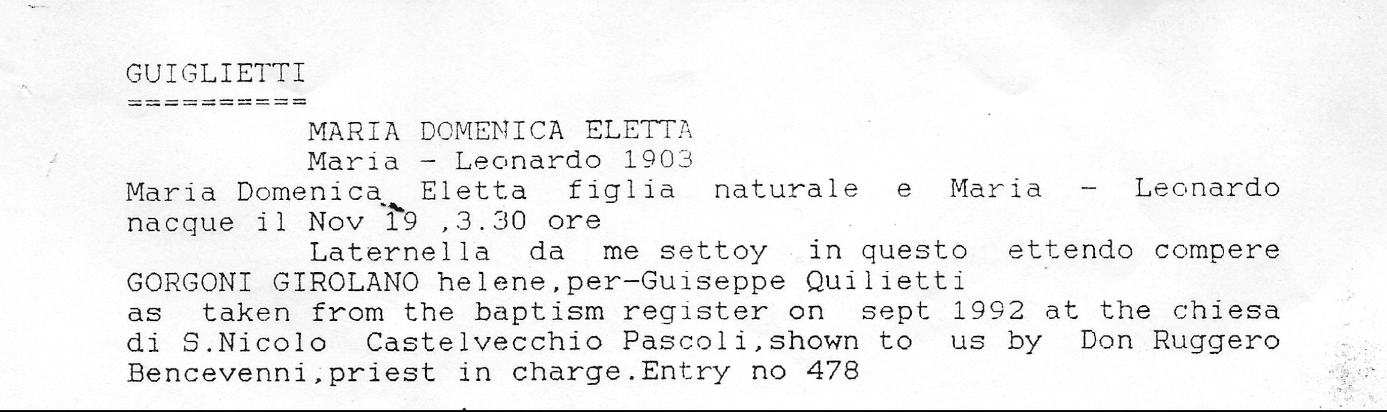 GUIGLIETTI
==========
MARIA DOMENICA ELETTA
Maria - Leonardo 1903
Maria Domenica Eletta figlia naturale e Maria - Leonardo
nacque il Nov 19 ,3.30 ore
Laternella da me settoy in questo ettendo compere
GORGONI GIROLANO helene,per-Guiseppe Quilietti
as taken from the baptism register on sept 1992 at the chiesa
di S.Nicolo Castelvecchio Pascoli,shown to us by Don Ruggero
Bencevenni,priest in charge.Entry no 478